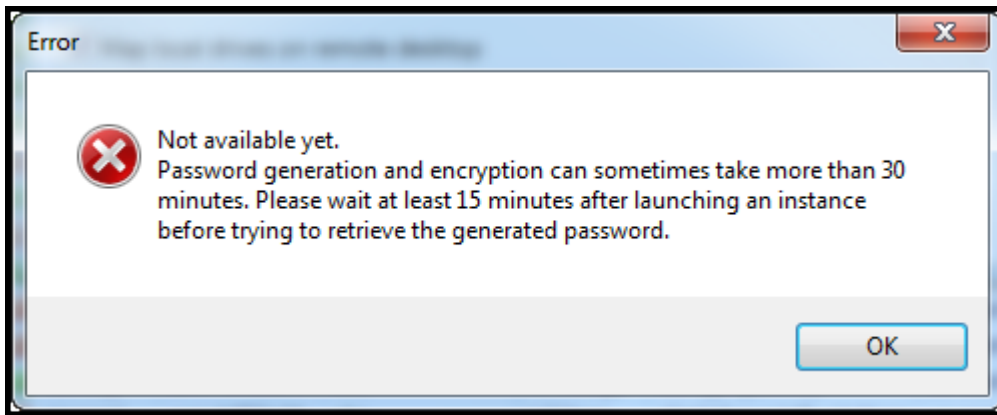 Error
Not available yet.
Password generation and encryption can sometimes take more than 30
minutes. Please wait at least 15 minutes after launching an instance
before trying to retrieve the generated password.
OK